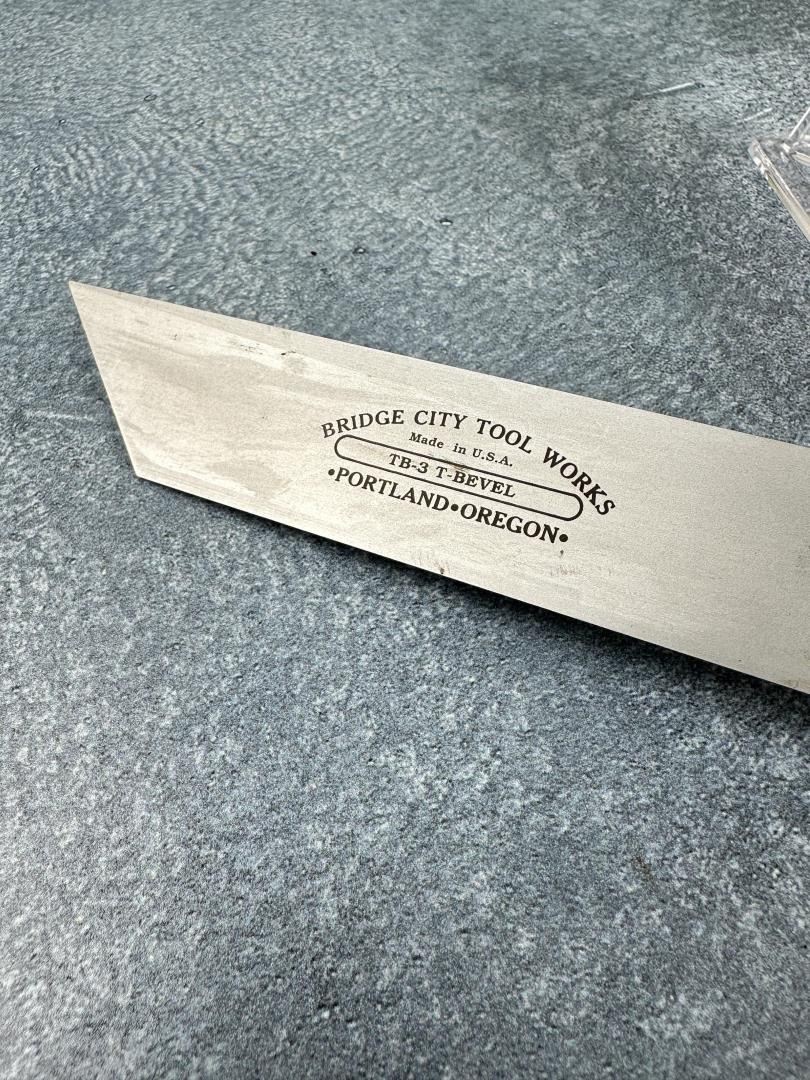 BRIDGE CITY TOOL WORKS
Made in U.S.A.
TB-3 T-BEVEL
•PORTLAND•OREGON•